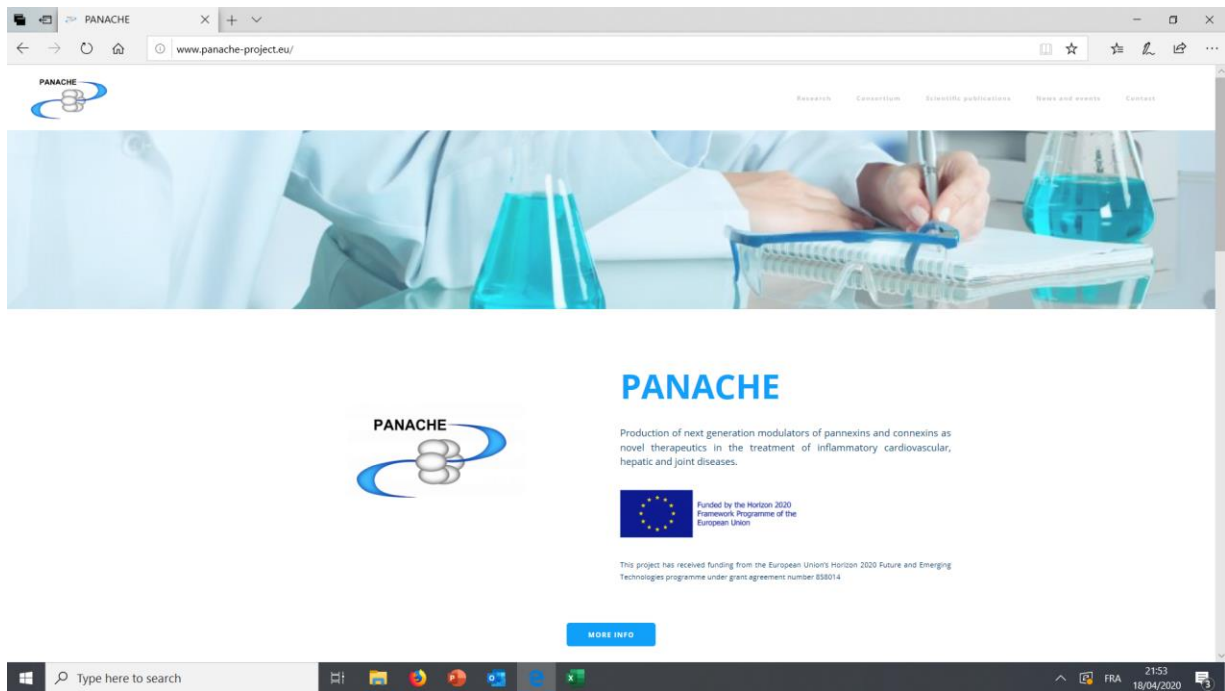 PANACHE
www.panache-project.eu/
PANACHE
Research Consortium Scientific publications News and events Contact
PANACHE
PANACHE
Production of next generation modulators of pannexins and connexins as
novel therapeutics in the treatment of inflammatory cardiovascular,
hepatic and joint diseases.
Funded by the Horizon 2020
Framework Programme of the
European Union
This project has received funding from the European Union's Horizon 2020 Future and Emerging
Technologies programme under grant agreement number 858014
MORE INFO
Type here to search
FRA
21:53
18/04/2020
3